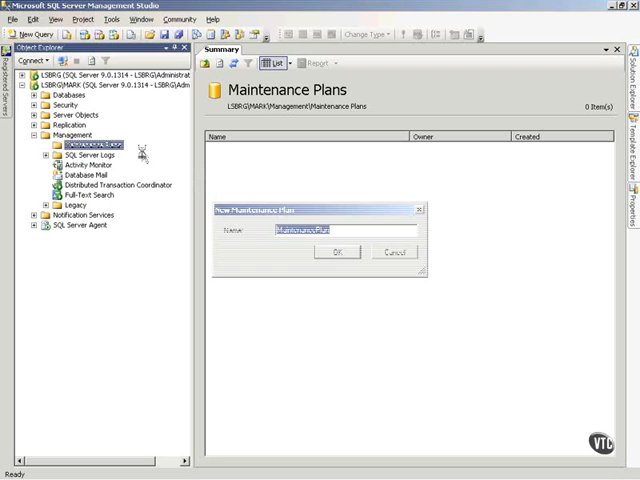 Microsoft SQL Server Management Studio
File Edit View Project Tools Window Community Help
New Query
Change Type
Object Explorer
Summary
Connect
List
Report
LSBRG (SQL Server 9.0.1314 - LSBRG\Administrat
LSBRG\MARK (SQL Server 9.0.1314 - LSBRG\Adm
Databases
Security
Server Objects
Replication
Management
Maintenance Plans
SQL Server Logs
Activity Monitor
Database Mail
Distributed Transaction Coordinator
Full-Text Search
Legacy
Notification Services
SQL Server Agent
Maintenance Plans
LSBRG\MARK\Management\Maintenance Plans
0 Item(s)
Name Owner Created
New Maintenance Plan
Name: MaintenancePlan
OK Cancel
Registered Servers
Solution Explorer
Template Explorer
Properties
VTC
Ready